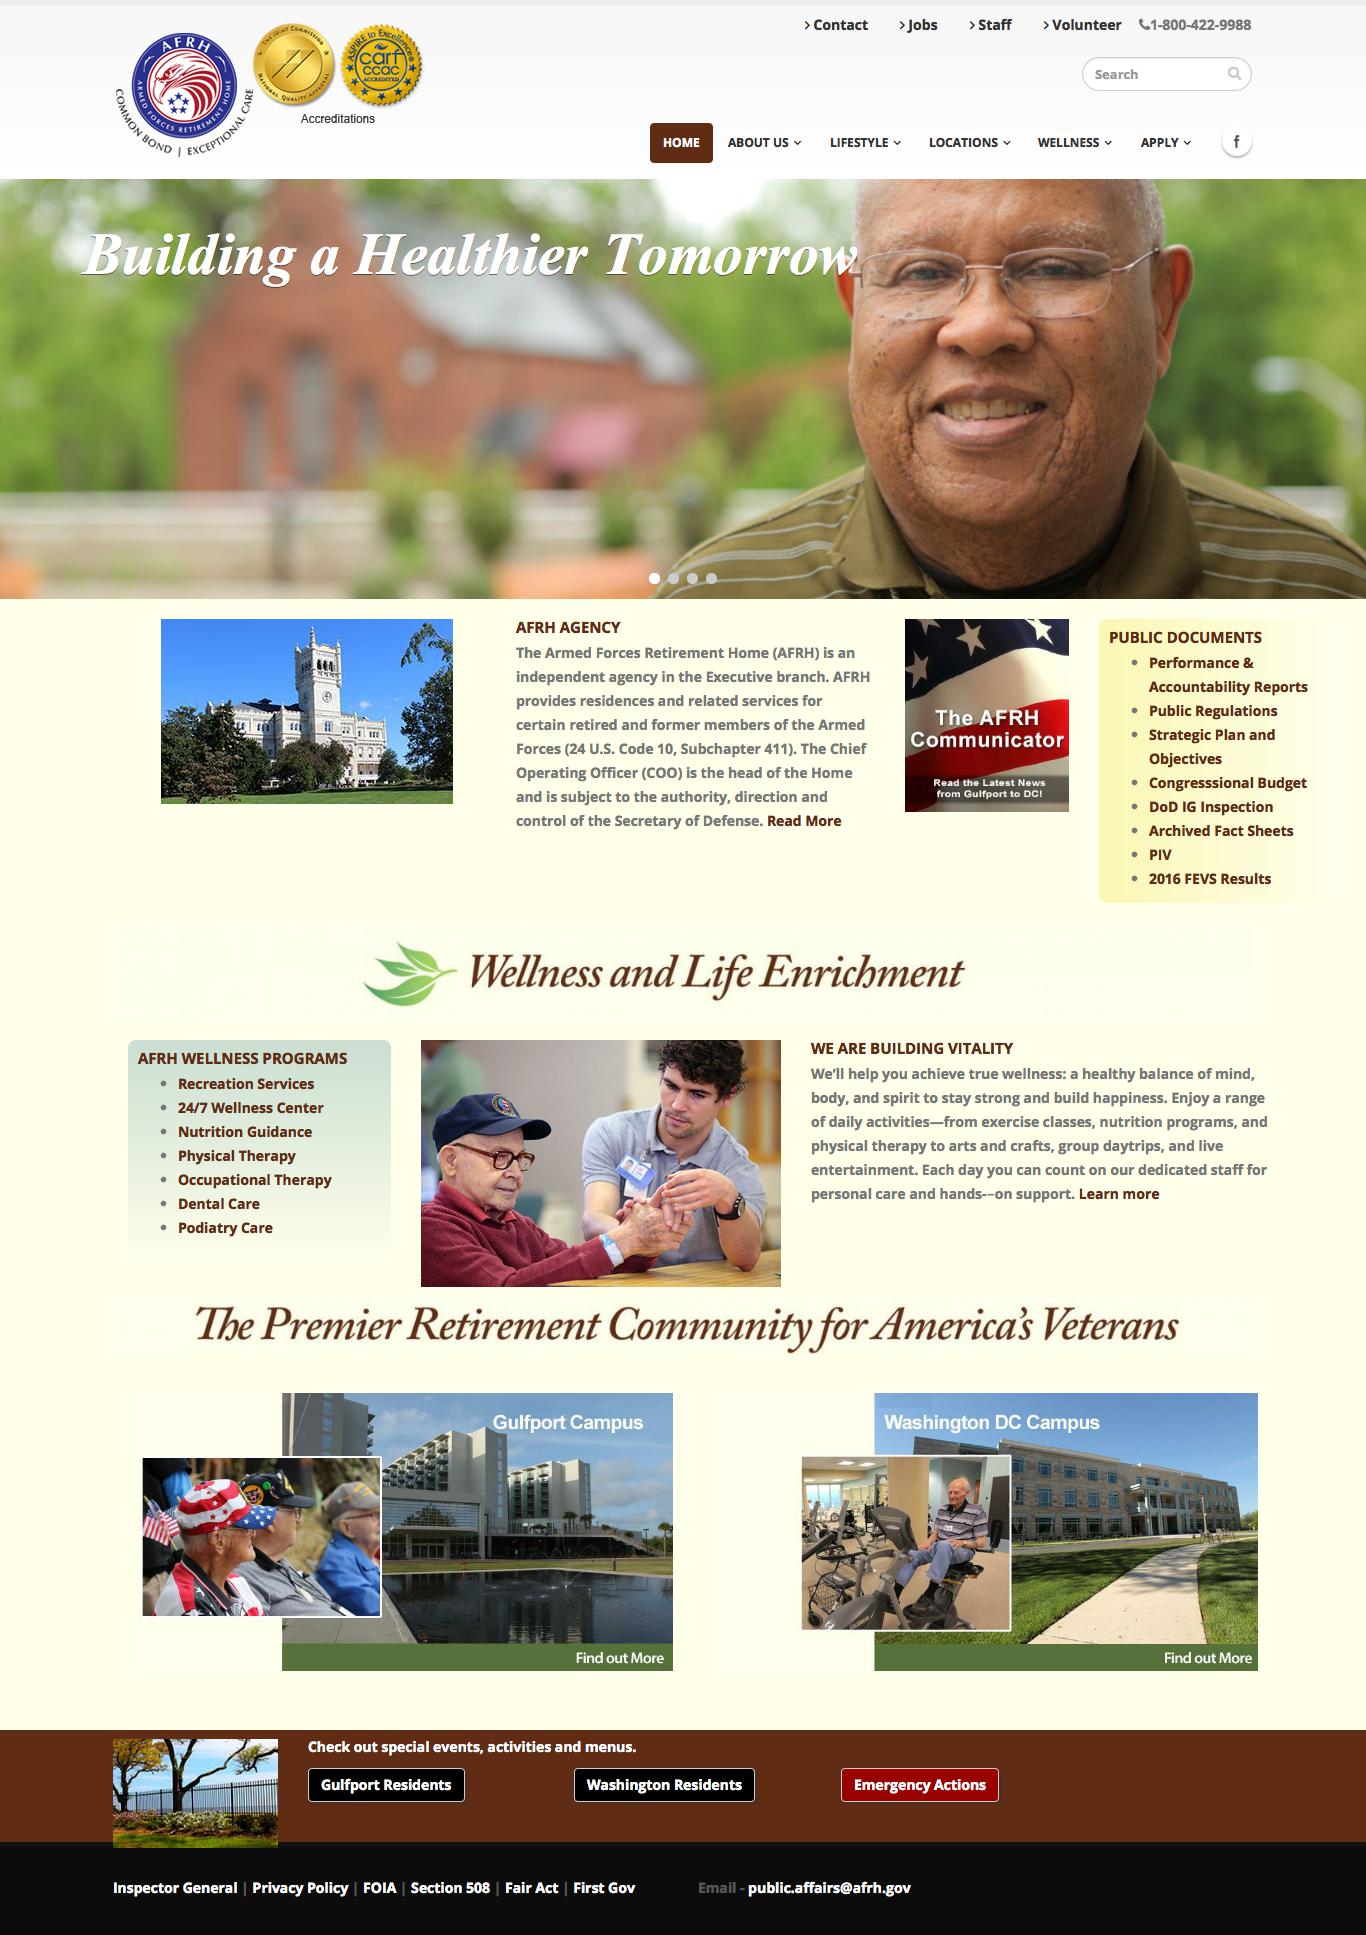 Contact Jobs Staff Volunteer 1-800-422-9988
AFRH
ARMED FORCES RETIREMENT HOME
COMMON BOND | EXCEPTIONAL CARE
THE JOINT COMMISSION
NATIONAL QUALITY APPROVAL
ASPIRE to Excellence
carf
ccac
ACCREDITED
Accreditations
Search
HOME ABOUT US LIFESTYLE LOCATIONS WELLNESS APPLY f
Building a Healthier Tomorrow
AFRH AGENCY
The Armed Forces Retirement Home (AFRH) is an
independent agency in the Executive branch. AFRH
provides residences and related services for
certain retired and former members of the Armed
Forces (24 U.S. Code 10, Subchapter 411). The Chief
Operating Officer (COO) is the head of the Home
and is subject to the authority, direction and
control of the Secretary of Defense. Read More
The AFRH
Communicator
Read the Latest News
from Gulfport to DC!
PUBLIC DOCUMENTS
Performance &
Accountability Reports
Public Regulations
Strategic Plan and
Objectives
Congresssional Budget
DoD IG Inspection
Archived Fact Sheets
PIV
2016 FEVS Results
Wellness and Life Enrichment
AFRH WELLNESS PROGRAMS
Recreation Services
24/7 Wellness Center
Nutrition Guidance
Physical Therapy
Occupational Therapy
Dental Care
Podiatry Care
WE ARE BUILDING VITALITY
We'll help you achieve true wellness: a healthy balance of mind,
body, and spirit to stay strong and build happiness. Enjoy a range
of daily activities—from exercise classes, nutrition programs, and
physical therapy to arts and crafts, group daytrips, and live
entertainment. Each day you can count on our dedicated staff for
personal care and hands-–on support. Learn more
The Premier Retirement Community for America's Veterans
Gulfport Campus
Find out More
Washington DC Campus
Find out More
Check out special events, activities and menus.
Gulfport Residents Washington Residents Emergency Actions
Inspector General | Privacy Policy | FOIA | Section 508 | Fair Act | First Gov Email - public.affairs@afrh.gov